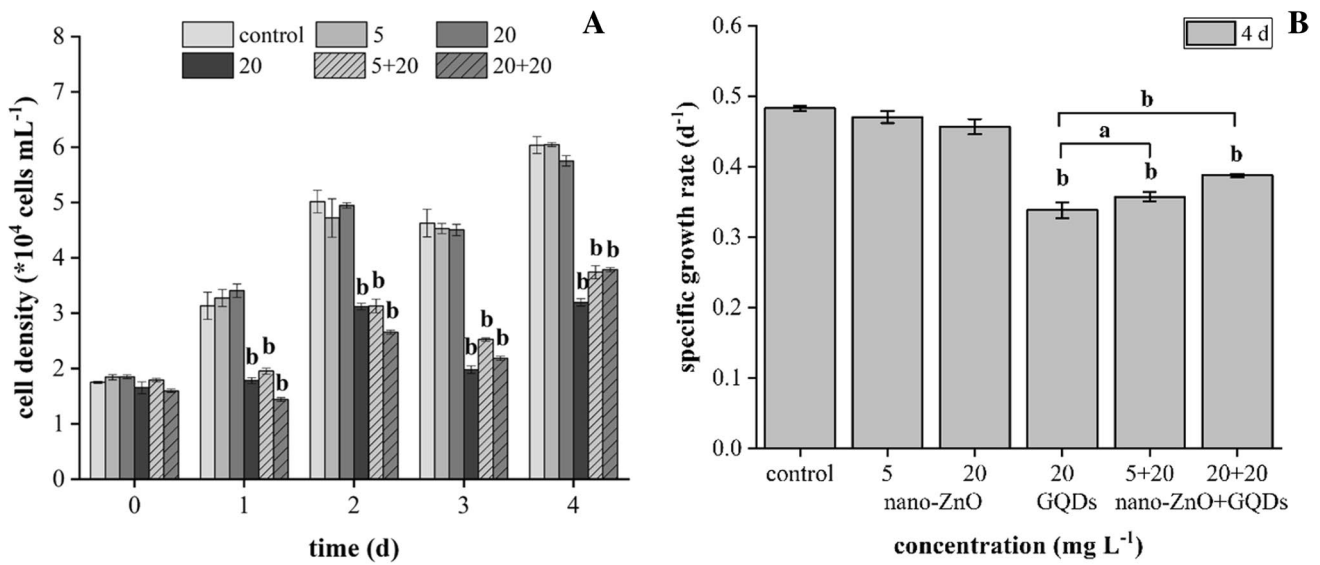 A
control 5 20
20 5+20 20+20
8
7
6
5
4
3
2
1
0
cell density (*10⁴ cells mL⁻¹)
b b b
b b b
b b b
b b b
0 1 2 3 4
time (d)
B
4 d
0.6
0.5
0.4
0.3
0.2
0.1
0.0
specific growth rate (d⁻¹)
b
a
b b b
control 5 20 20 5+20 20+20
nano-ZnO GQDs nano-ZnO+GQDs
concentration (mg L⁻¹)